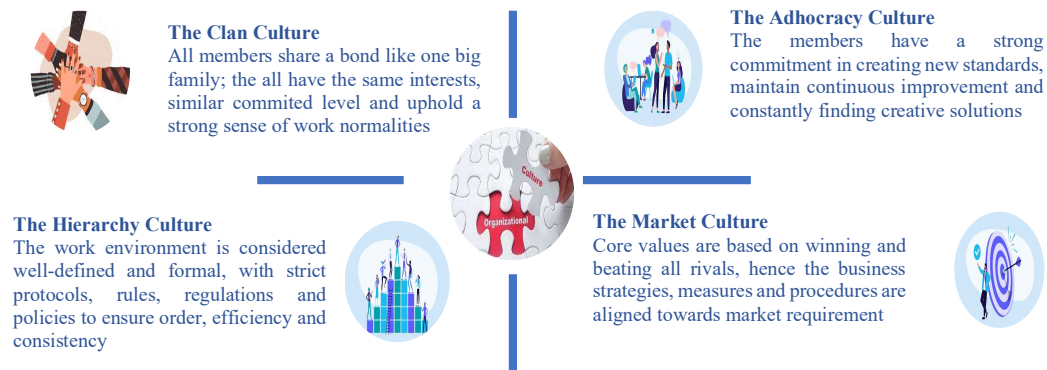 The Clan Culture
All members share a bond like one big
family; the all have the same interests,
similar commited level and uphold a
strong sense of work normalities
The Adhocracy Culture
The members have a strong
commitment in creating new standards,
maintain continuous improvement and
constantly finding creative solutions
Culture
Organizational
The Hierarchy Culture
The work environment is considered
well-defined and formal, with strict
protocols, rules, regulations and
policies to ensure order, efficiency and
consistency
The Market Culture
Core values are based on winning and
beating all rivals, hence the business
strategies, measures and procedures are
aligned towards market requirement